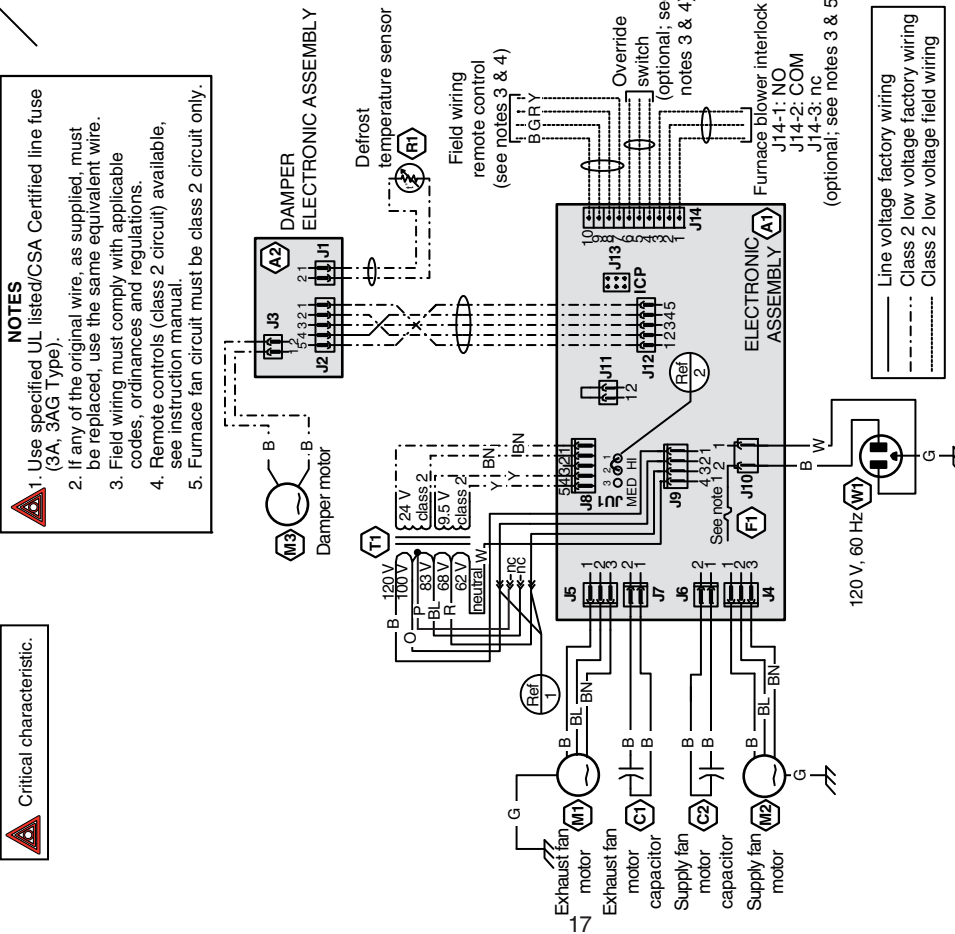 Critical characteristic.
NOTES
1. Use specified UL listed/CSA Certified line fuse
(3A, 3AG Type).
2. If any of the original wire, as supplied, must
be replaced, use the same equivalent wire.
3. Field wiring must comply with applicable
codes, ordinances and regulations.
4. Remote controls (class 2 circuit) available,
see instruction manual.
5. Furnace fan circuit must be class 2 circuit only.
M3
Damper motor
B
B
J3
1 2
A2
DAMPER
ELECTRONIC ASSEMBLY
J2
5 4 3 2 1
2 1
J1
Defrost
temperature sensor
R1
Field wiring
remote control
(see notes 3 & 4)
B G R Y
Override
switch
(optional; se
notes 3 & 4)
Furnace blower interlock
J14-1: NO
J14-2: COM
J14-3: nc
(optional; see notes 3 & 5
T1
120 V
100 V
83 V
68 V
62 V
neutral
24 V
class 2
9.5 V
class 2
B
O
P
BL
R
W
nc
nc
Y
Y
BN
BN
Ref
1
Ref
2
J5
1
2
3
J7
2
1
J6
2
1
J4
1
2
3
J8
5 4 3 2 1
JU1
3 2 1
MED HI
J9
4 3 2 1
See note 1
F1
J10
2 1
J11
1 2
J12
1 2 3 4 5
J13
ICP
10
9
8
7
6
5
4
3
2
1
J14
ELECTRONIC
ASSEMBLY
A1
Exhaust fan
motor
M1
G
B
BL
BN
Exhaust fan
motor
capacitor
C1
B
B
Supply fan
motor
capacitor
C2
B
B
Supply fan
motor
M2
B
BL
BN
G
120 V, 60 Hz
W1
B
W
G
Line voltage factory wiring
Class 2 low voltage factory wiring
Class 2 low voltage field wiring
17